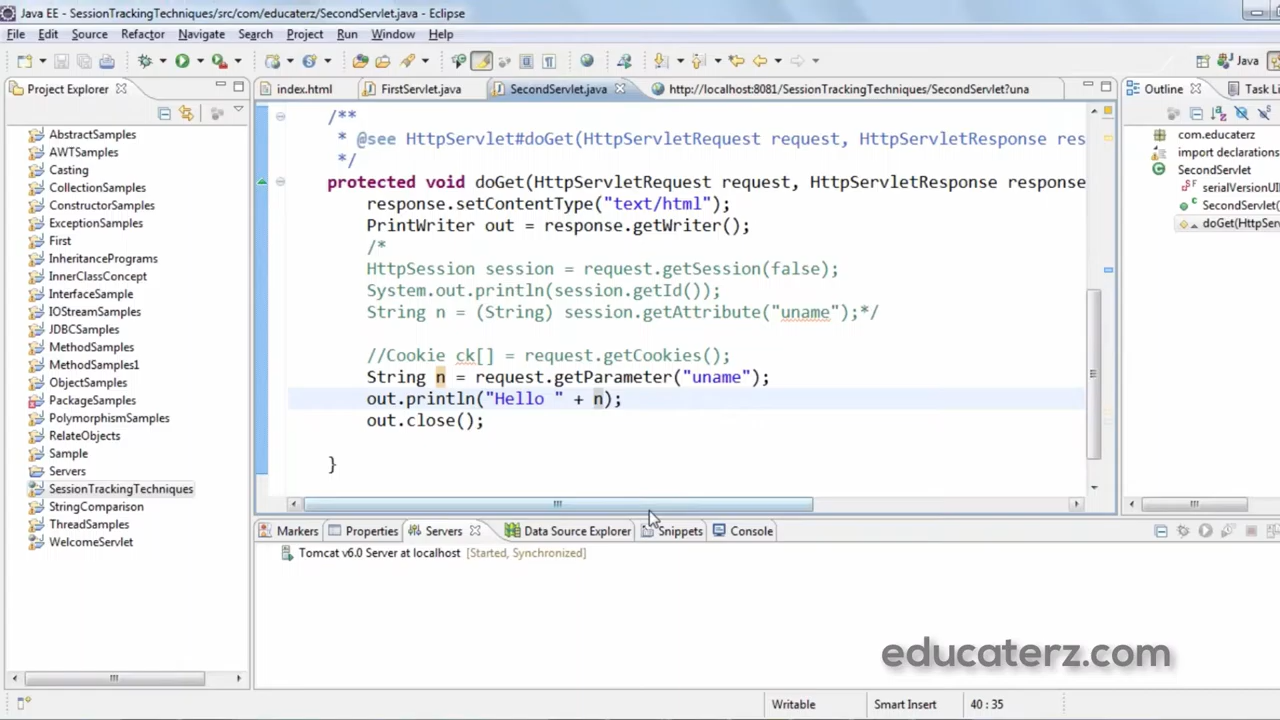 Java EE - SessionTrackingTechniques/src/com/educaterz/SecondServlet.java - Eclipse
File Edit Source Refactor Navigate Search Project Run Window Help
Java
Project Explorer
AbstractSamples
AWTSamples
Casting
CollectionSamples
ConstructorSamples
ExceptionSamples
First
InheritancePrograms
InnerClassConcept
InterfaceSample
IOStreamSamples
JDBCSamples
MethodSamples
MethodSamples1
ObjectSamples
PackageSamples
PolymorphismSamples
RelateObjects
Sample
Servers
SessionTrackingTechniques
StringComparison
ThreadSamples
WelcomeServlet
index.html FirstServlet.java SecondServlet.java http://localhost:8081/SessionTrackingTechniques/SecondServlet?una
/**
* @see HttpServlet#doGet(HttpServletRequest request, HttpServletResponse res
*/
protected void doGet(HttpServletRequest request, HttpServletResponse response
response.setContentType("text/html");
PrintWriter out = response.getWriter();
/*
HttpSession session = request.getSession(false);
System.out.println(session.getId());
String n = (String) session.getAttribute("uname");*/
//Cookie ck[] = request.getCookies();
String n = request.getParameter("uname");
out.println("Hello " + n);
out.close();
}
Outline Task Li
com.educaterz
import declarations
SecondServlet
serialVersionUI
SecondServlet(
doGet(HttpServ
Markers Properties Servers Data Source Explorer Snippets Console
Tomcat v6.0 Server at localhost [Started, Synchronized]
educaterz.com
Writable Smart Insert 40 : 35